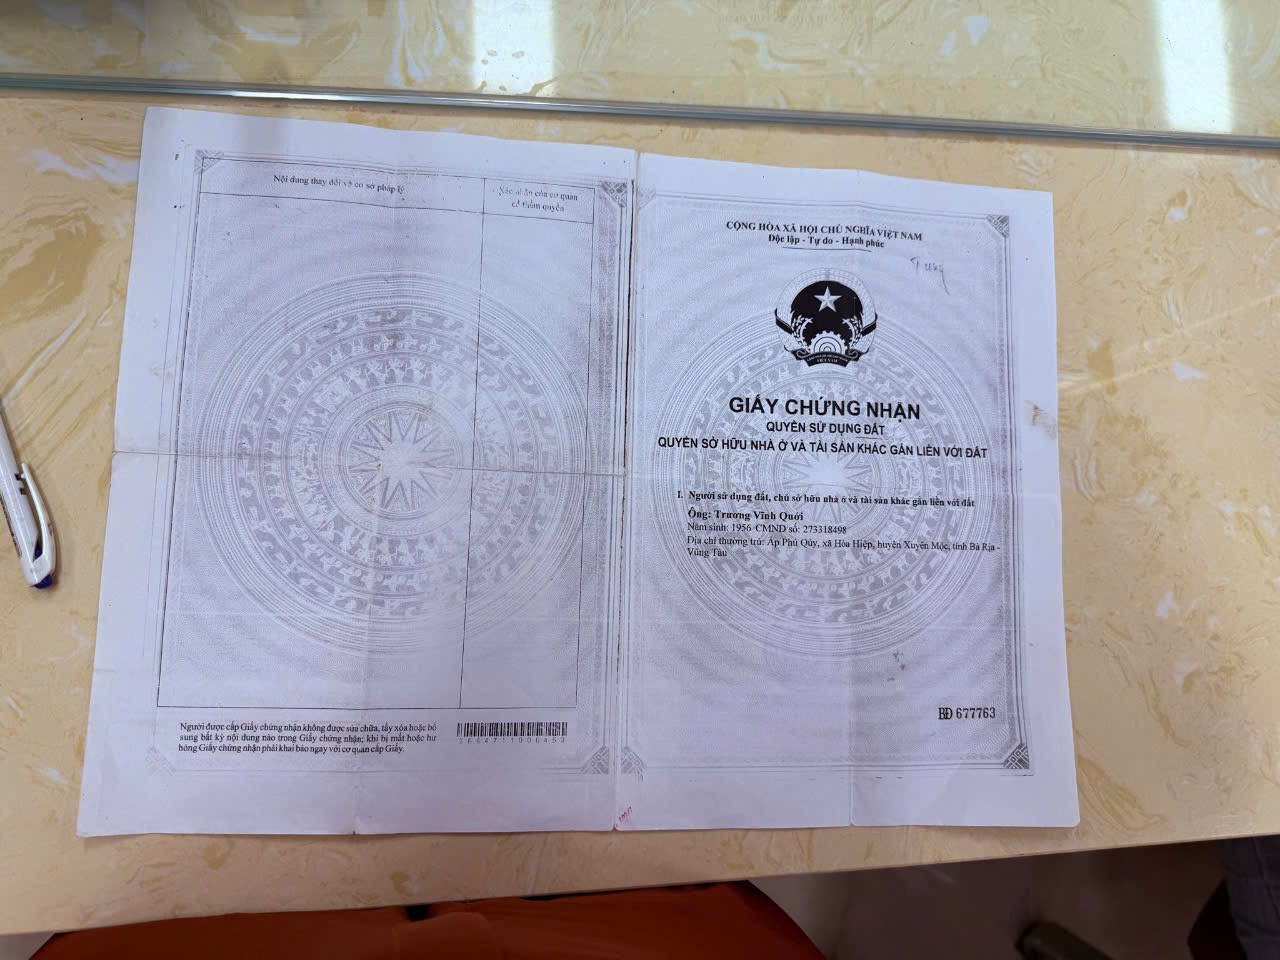 Nội dung thay đổi và cơ sở pháp lý
Xác nhận của cơ quan
có thẩm quyền
Người được cấp Giấy chứng nhận không được sửa chữa, tẩy xóa hoặc bổ
sung bất kỳ nội dung nào trong Giấy chứng nhận; khi bị mất hoặc hư
hỏng Giấy chứng nhận phải khai báo ngay với cơ quan cấp Giấy.
CỘNG HÒA XÃ HỘI CHỦ NGHĨA VIỆT NAM
Độc lập - Tự do - Hạnh phúc
VIỆT NAM
GIẤY CHỨNG NHẬN
QUYỀN SỬ DỤNG ĐẤT
QUYỀN SỞ HỮU NHÀ Ở VÀ TÀI SẢN KHÁC GẮN LIỀN VỚI ĐẤT
I. Người sử dụng đất, chủ sở hữu nhà ở và tài sản khác gắn liền với đất
Ông: Trương Vĩnh Quới
Năm sinh: 1956 CMND số: 273318498
Địa chỉ thường trú: Ấp Phú Qúy, xã Hòa Hiệp, huyện Xuyên Mộc, tỉnh Bà Rịa -
Vũng Tàu
BĐ 677763